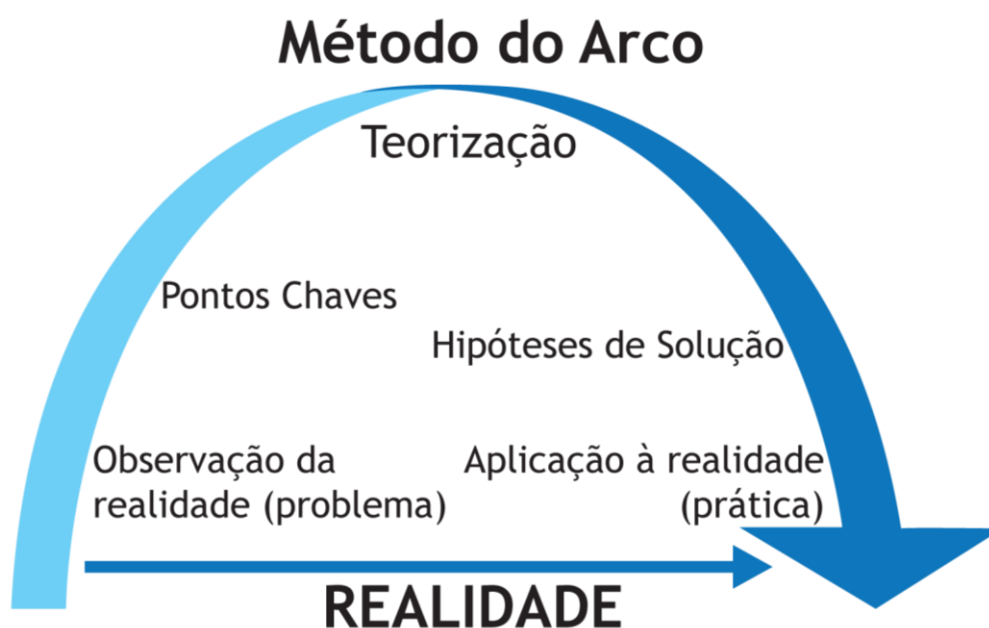 Método do Arco
Teorização
Pontos Chaves
Hipóteses de Solução
Observação da
realidade (problema)
Aplicação à realidade
(prática)
REALIDADE